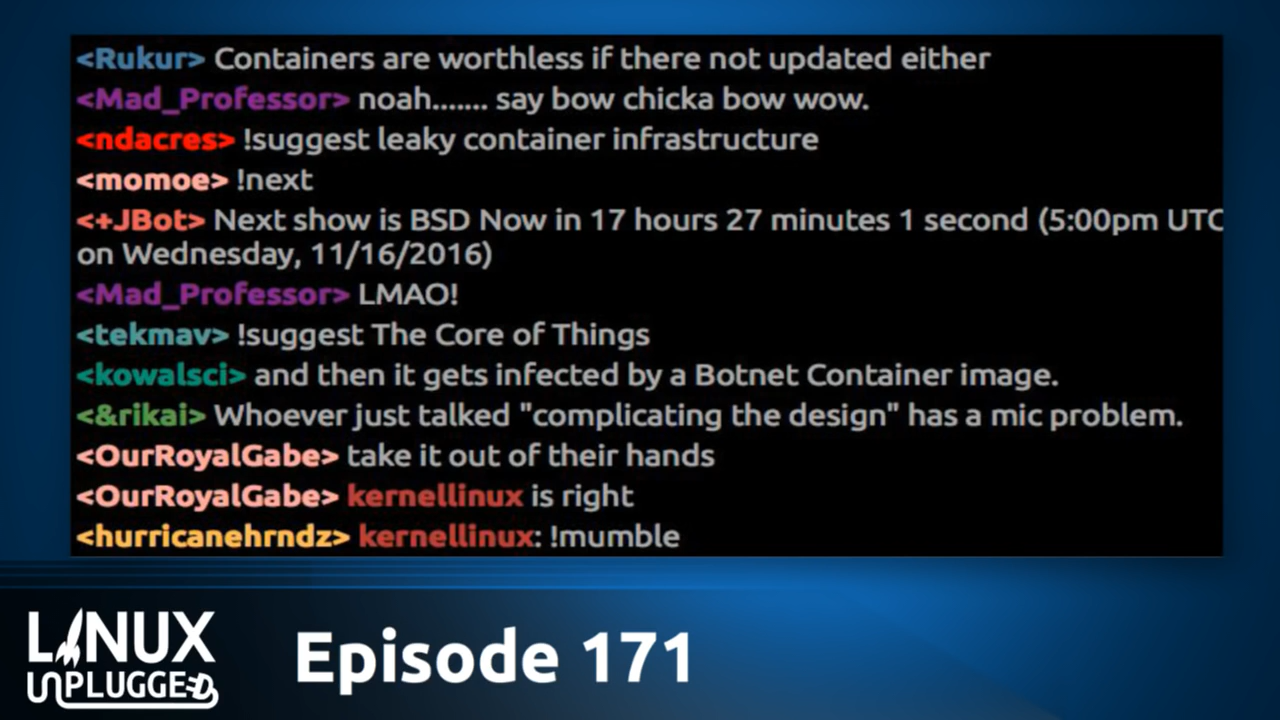 <Rukur> Containers are worthless if there not updated either
<Mad_Professor> noah....... say bow chicka bow wow.
<ndacres> !suggest leaky container infrastructure
<momoe> !next
<+JBot> Next show is BSD Now in 17 hours 27 minutes 1 second (5:00pm UTC
on Wednesday, 11/16/2016)
<Mad_Professor> LMAO!
<tekmav> !suggest The Core of Things
<kowalsci> and then it gets infected by a Botnet Container image.
<&rikai> Whoever just talked "complicating the design" has a mic problem.
<OurRoyalGabe> take it out of their hands
<OurRoyalGabe> kernellinux is right
<hurricanehrndz> kernellinux: !mumble
LINUX
UNPLUGGED
Episode 171